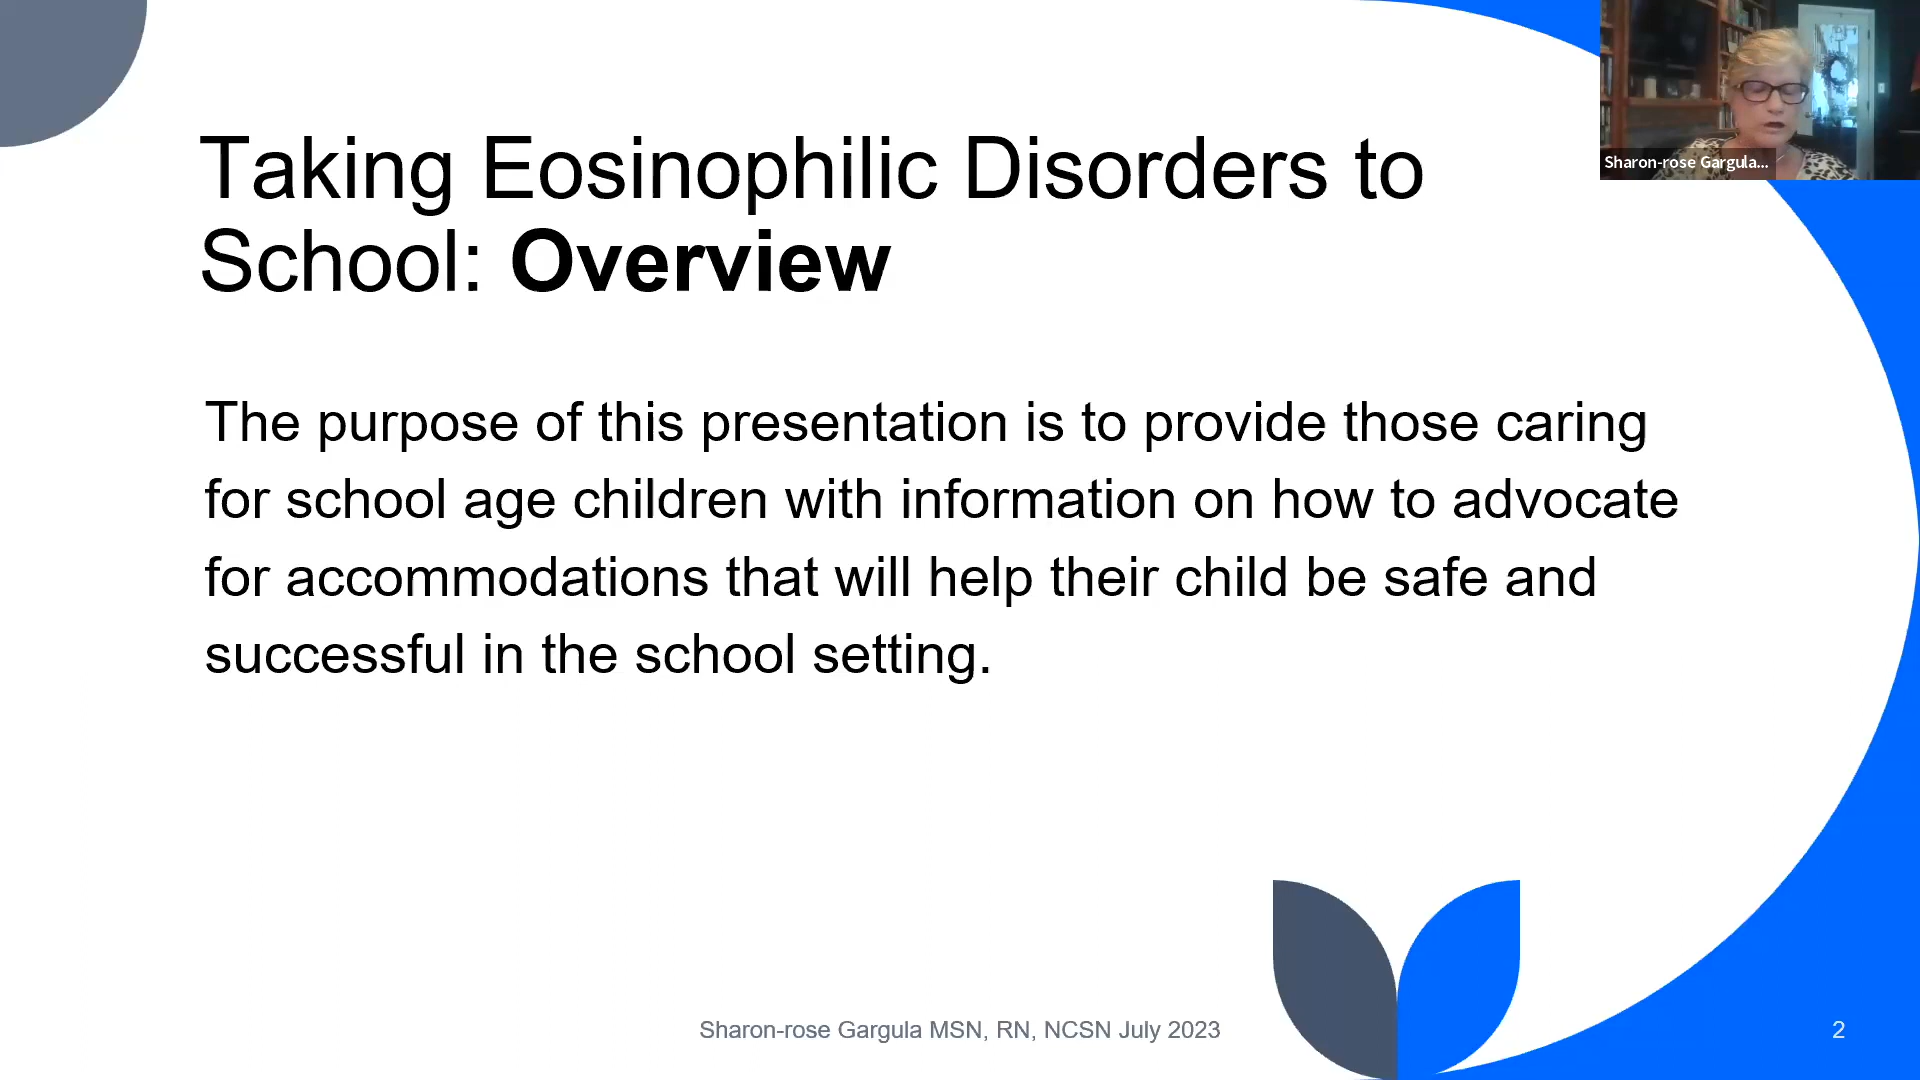 Taking Eosinophilic Disorders to
School: Overview
Sharon-rose Gargula...
The purpose of this presentation is to provide those caring
for school age children with information on how to advocate
for accommodations that will help their child be safe and
successful in the school setting.
Sharon-rose Gargula MSN, RN, NCSN July 2023
2